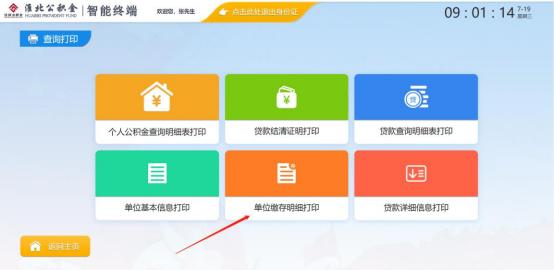 淮北公积金
HUAIBEI PROVIDENT FUND
智能终端
欢迎您，张先生
点击此处退出身份证
09:01:14
7-19
星期三
查询打印
个人公积金查询明细表打印
贷款结清证明打印
贷
贷款查询明细表打印
单位基本信息打印
单位缴存明细打印
贷款详细信息打印
返回主页